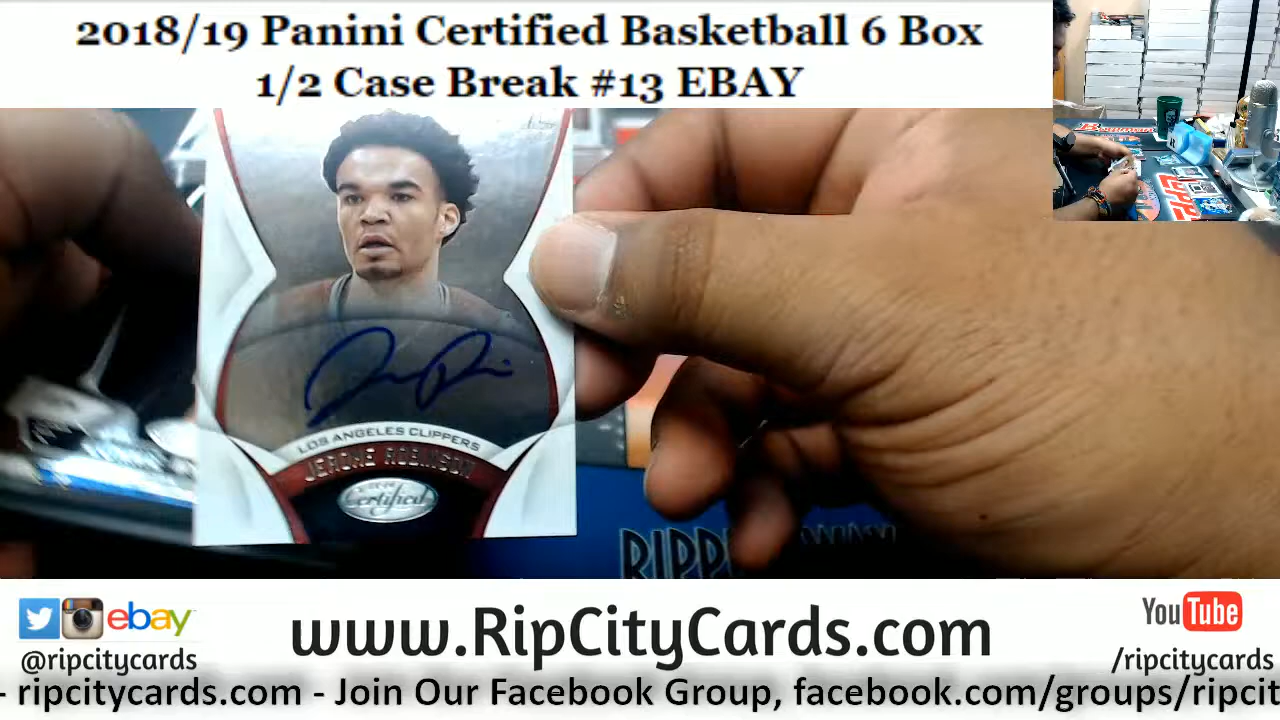 2018/19 Panini Certified Basketball 6 Box
1/2 Case Break #13 EBAY
LOS ANGELES CLIPPERS
JEROME ROBINSON
Certified
RIPP
ebay
@ripcitycards
www.RipCityCards.com
YouTube
/ripcitycards
- ripcitycards.com - Join Our Facebook Group, facebook.com/groups/ripcit